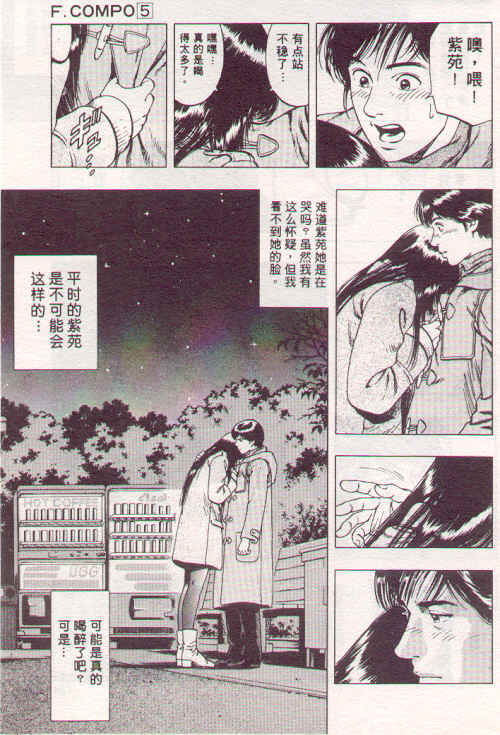 F. COMPO 5
噢，喂！
紫苑！
有点站
不稳了…
嘿嘿…
真的是喝
得太多了。
ギュ…
难道紫苑她是在
哭吗？虽然我有
这么怀疑，但我
看不到她的脸。
平时的紫苑
是不可能会
这样的…
HOT COFFEE
UGG
可能是真的
喝醉了吧？
可是…